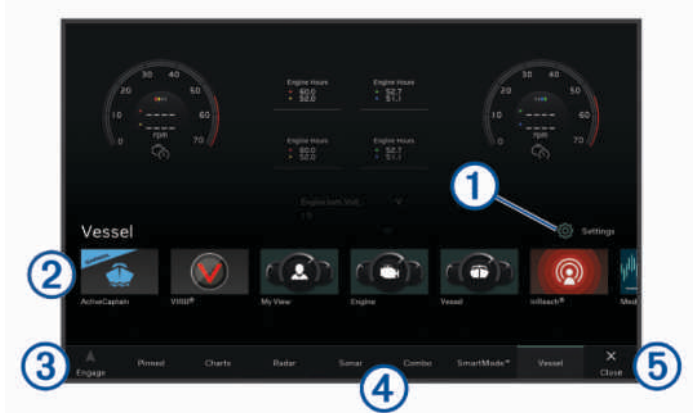 30 40
20 50
10 60
0 70
rpm
Engine Hours Engine Hours
60.0 52.7
52.0 51.1
Engine Hours Engine Hours
60.0 52.7
52.0 51.1
30 40
20 50
10 60
0 70
rpm
1
Vessel
Settings
2
ActiveCaptain VIRB® My View Engine Vessel inReach® Med
3
Engage Pinned Charts Radar Sonar Combo SmartMode™ Vessel Close
4
5